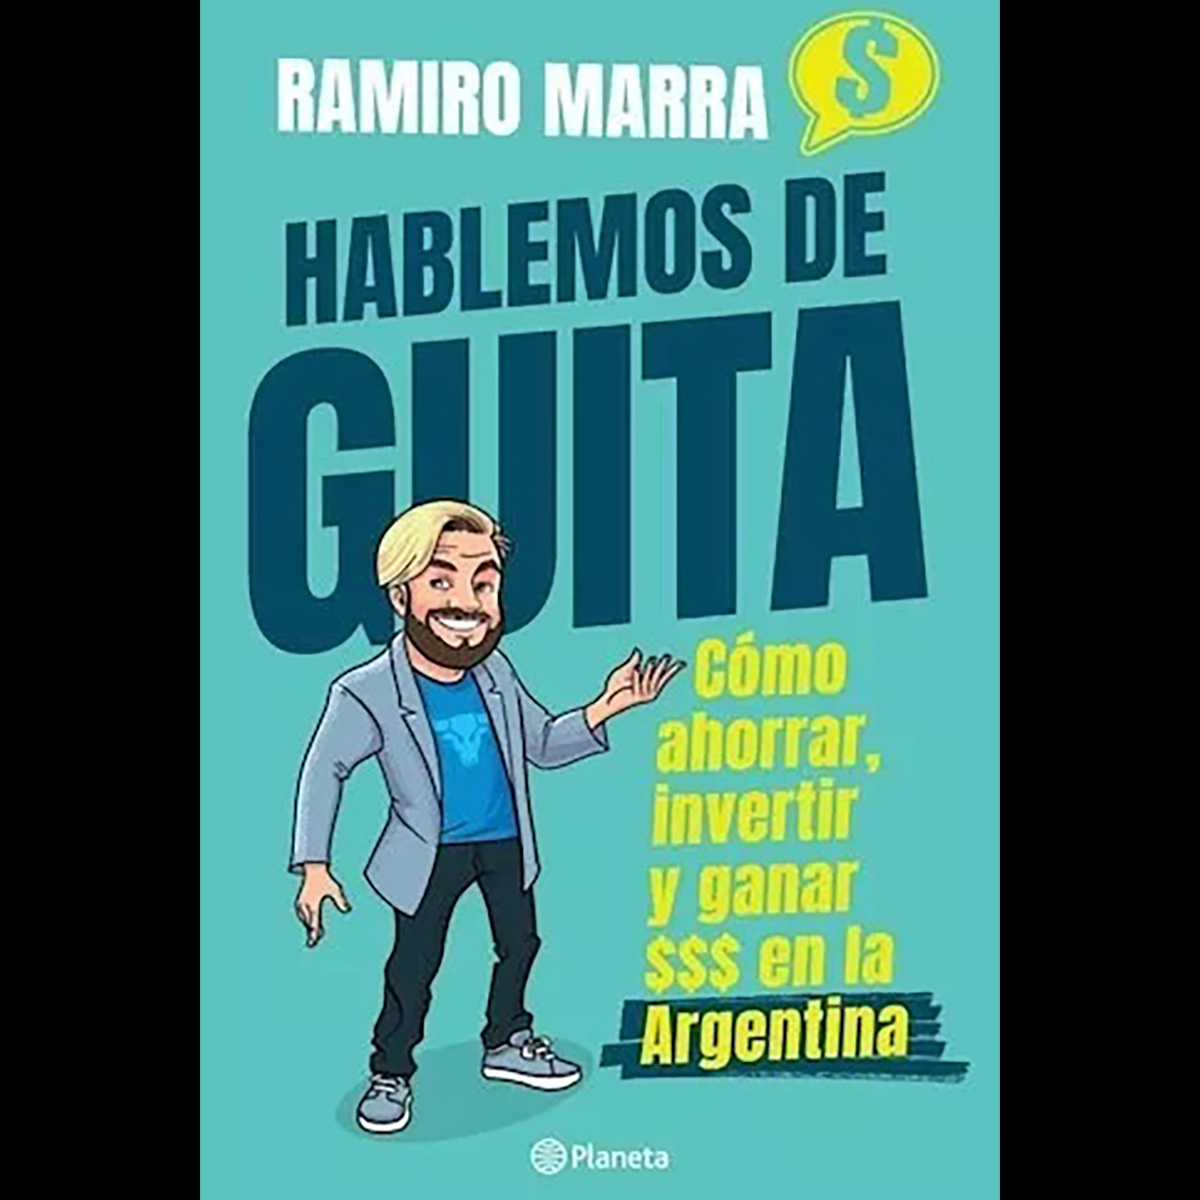 RAMIRO MARRA
$
HABLEMOS DE
GUITA
Cómo
ahorrar,
invertir
y ganar
$$$ en la
Argentina
Planeta